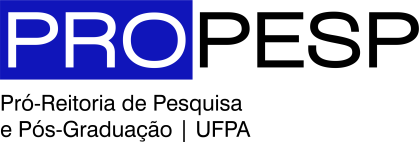 PROPESP
Pró-Reitoria de Pesquisa
e Pós-Graduação | UFPA